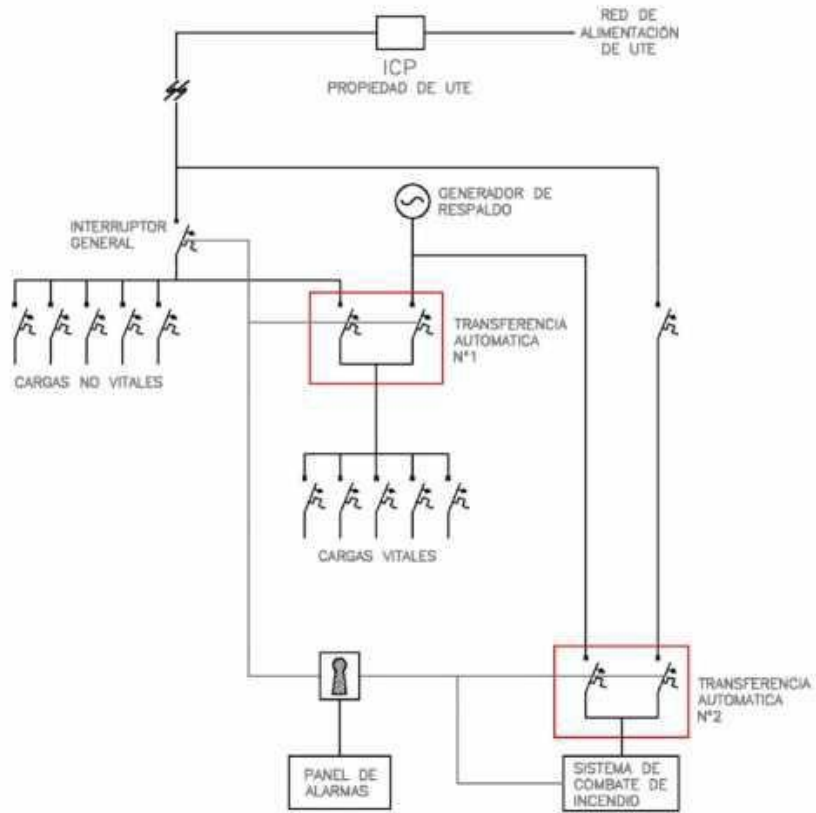 RED DE
ALIMENTACIÓN
DE UTE
ICP
PROPIEDAD DE UTE
GENERADOR DE
RESPALDO
INTERRUPTOR
GENERAL
TRANSFERENCIA
AUTOMATICA
N°1
CARGAS NO VITALES
CARGAS VITALES
TRANSFERENCIA
AUTOMATICA
N°2
PANEL DE
ALARMAS
SISTEMA DE
COMBATE DE
INCENDIO